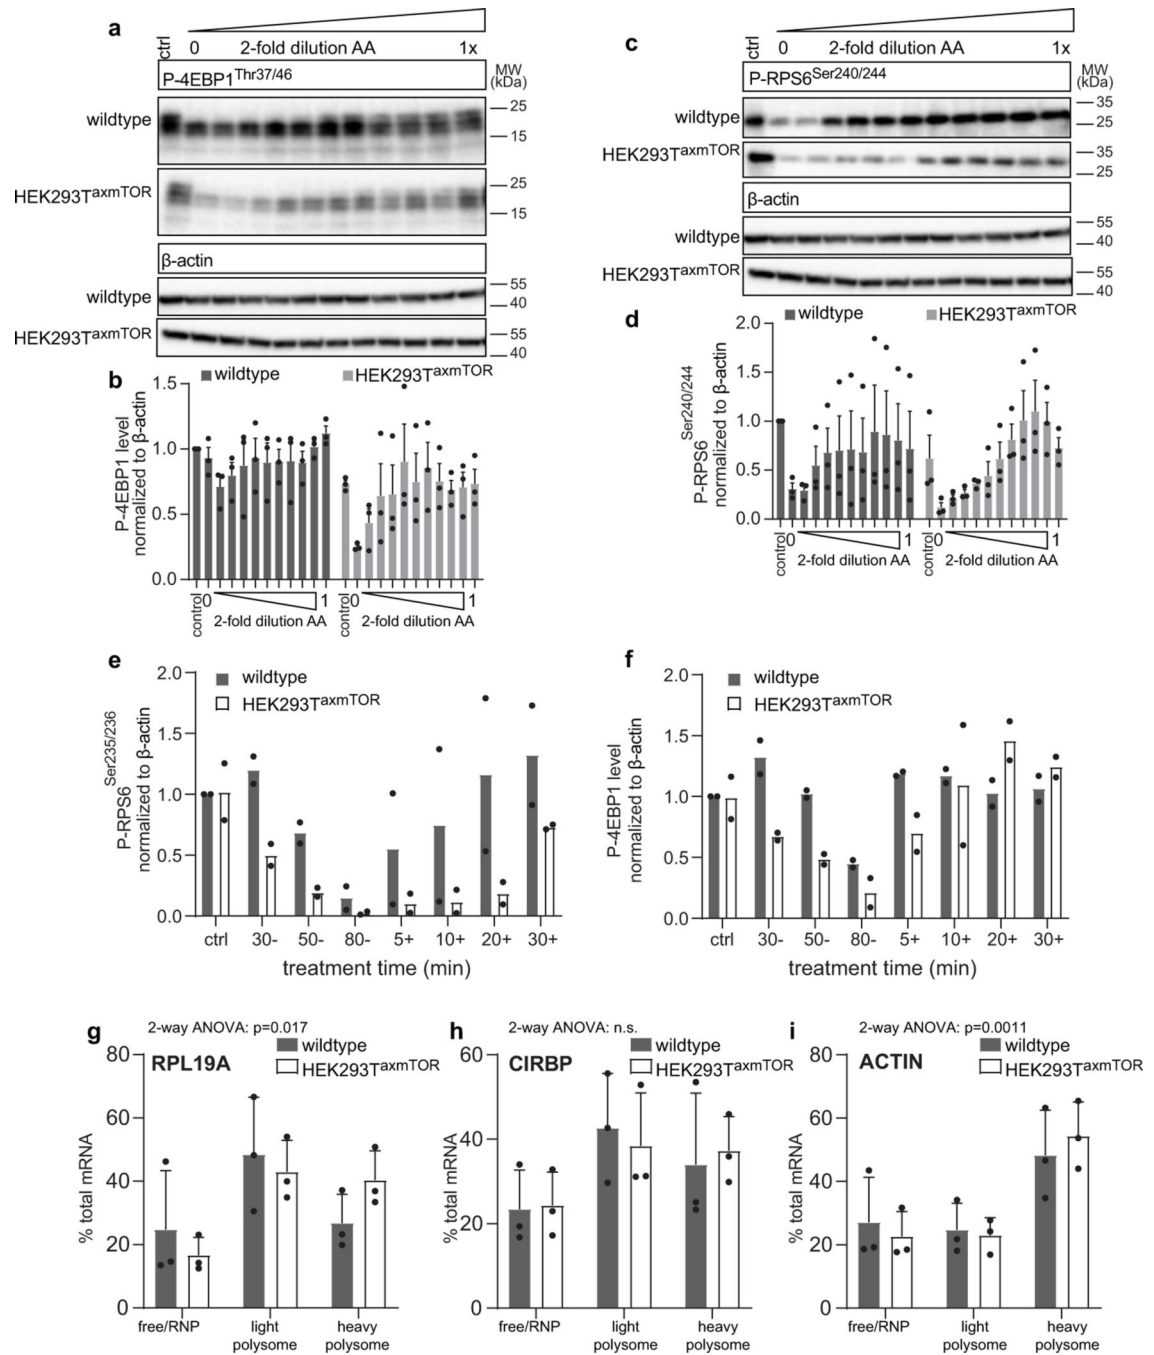 a
ctrl
0 2-fold dilution AA 1x
P-4EBP1Thr37/46
MW
(kDa)
wildtype
25
15
HEK293TaxmTOR
25
15
β-actin
wildtype
55
40
HEK293TaxmTOR
55
40
c
ctrl
0 2-fold dilution AA 1x
P-RPS6Ser240/244
MW
(kDa)
wildtype
35
25
HEK293TaxmTOR
35
25
β-actin
wildtype
55
40
HEK293TaxmTOR
55
40
b
wildtype HEK293TaxmTOR
P-4EBP1 level
normalized to β-actin
1.5
1.0
0.5
0.0
control 0 1 control 0 1
2-fold dilution AA 2-fold dilution AA
d
wildtype HEK293TaxmTOR
P-RPS6Ser240/244
normalized to β-actin
2.0
1.5
1.0
0.5
0.0
control 0 1 control 0 1
2-fold dilution AA 2-fold dilution AA
e
wildtype
HEK293TaxmTOR
P-RPS6Ser235/236
normalized to β-actin
2.0
1.5
1.0
0.5
0.0
ctrl 30- 50- 80- 5+ 10+ 20+ 30+
treatment time (min)
f
wildtype
HEK293TaxmTOR
P-4EBP1 level
normalized to β-actin
2.0
1.5
1.0
0.5
0.0
ctrl 30- 50- 80- 5+ 10+ 20+ 30+
treatment time (min)
g
2-way ANOVA: p=0.017
wildtype
HEK293TaxmTOR
RPL19A
% total mRNA
80
60
40
20
0
free/RNP light heavy
polysome polysome
h
2-way ANOVA: n.s.
wildtype
HEK293TaxmTOR
CIRBP
% total mRNA
60
40
20
0
free/RNP light heavy
polysome polysome
i
2-way ANOVA: p=0.0011
wildtype
HEK293TaxmTOR
ACTIN
% total mRNA
80
60
40
20
0
free/RNP light heavy
polysome polysome